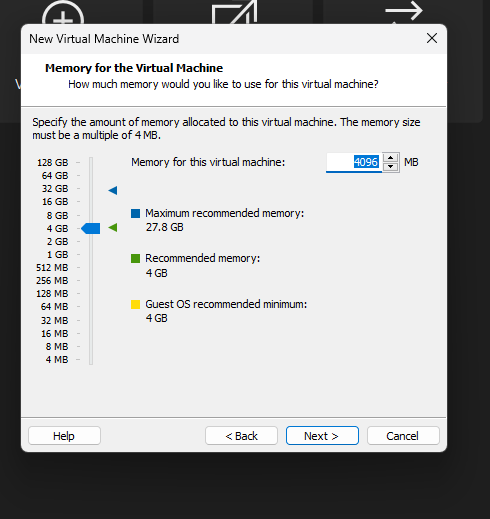 New Virtual Machine Wizard
Memory for the Virtual Machine
How much memory would you like to use for this virtual machine?
Specify the amount of memory allocated to this virtual machine. The memory size
must be a multiple of 4 MB.
128 GB
64 GB
32 GB
16 GB
8 GB
4 GB
2 GB
1 GB
512 MB
256 MB
128 MB
64 MB
32 MB
16 MB
8 MB
4 MB
Memory for this virtual machine: 4096 MB
Maximum recommended memory:
27.8 GB
Recommended memory:
4 GB
Guest OS recommended minimum:
4 GB
Help
< Back
Next >
Cancel